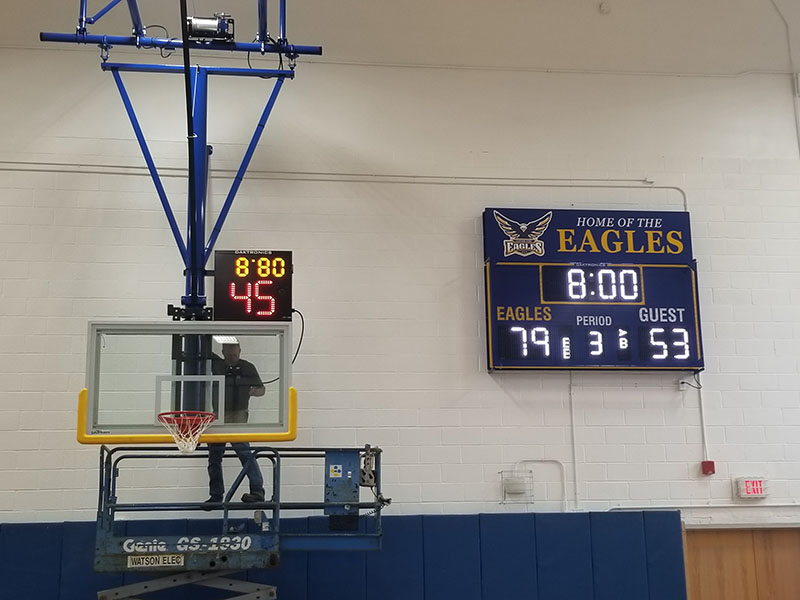 HOME OF THE
EAGLES
EAGLES
DAKTRONICS
8:00
EAGLES PERIOD GUEST
79 3 53
DAKTRONICS
8:80
45
Genie GS-1930
WATSON ELEC
EXIT